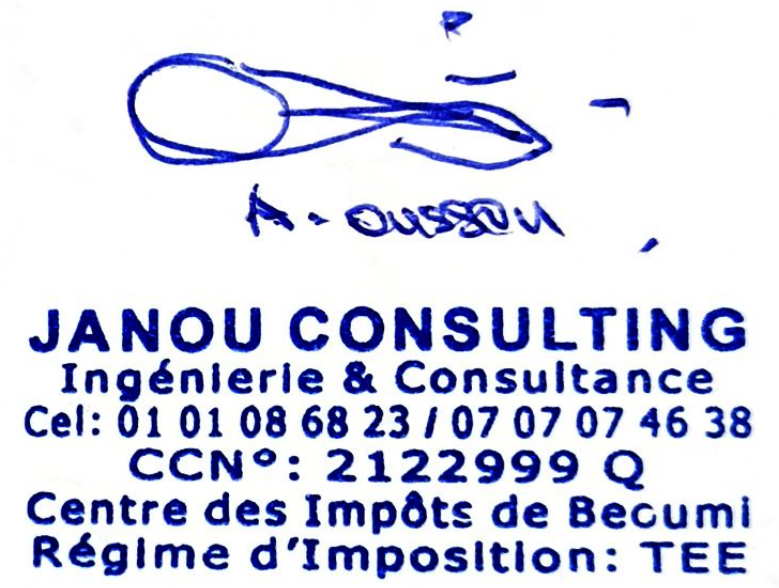 A. OUSSOU
JANOU CONSULTING
Ingénierie & Consultance
Cel: 01 01 08 68 23 / 07 07 07 46 38
CCN°: 2122999 Q
Centre des Impôts de Beoumi
Régime d'Imposition: TEE